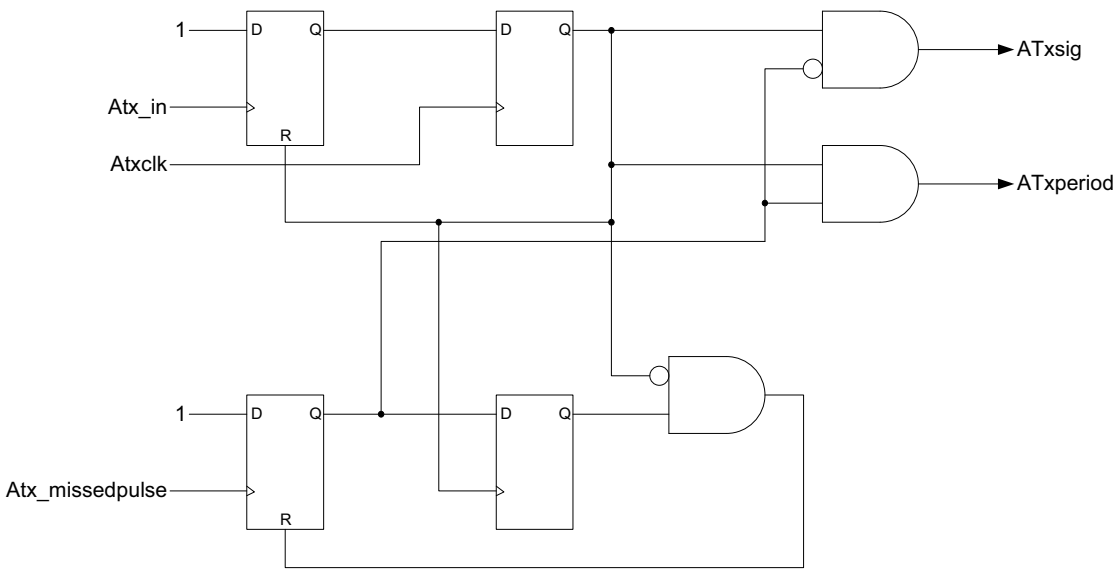 1
D
Q
D
Q
ATxsig
Atx_in
R
Atxclk
ATxperiod
1
D
Q
D
Q
Atx_missedpulse
R